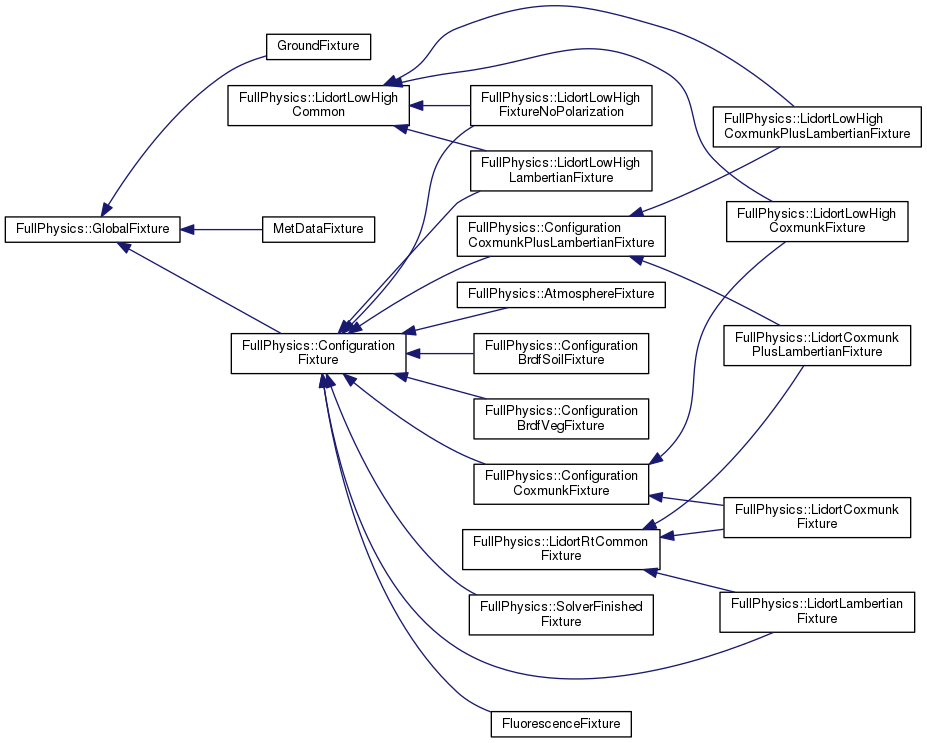 GroundFixture
FullPhysics::LidortLowHigh
Common
FullPhysics::LidortLowHigh
FixtureNoPolarization
FullPhysics::LidortLowHigh
CoxmunkPlusLambertianFixture
FullPhysics::LidortLowHigh
LambertianFixture
FullPhysics::GlobalFixture
MetDataFixture
FullPhysics::Configuration
CoxmunkPlusLambertianFixture
FullPhysics::LidortLowHigh
CoxmunkFixture
FullPhysics::AtmosphereFixture
FullPhysics::Configuration
Fixture
FullPhysics::Configuration
BrdfSoilFixture
FullPhysics::LidortCoxmunk
PlusLambertianFixture
FullPhysics::Configuration
BrdfVegFixture
FullPhysics::Configuration
CoxmunkFixture
FullPhysics::LidortCoxmunk
Fixture
FullPhysics::LidortRtCommon
Fixture
FullPhysics::SolverFinished
Fixture
FullPhysics::LidortLambertian
Fixture
FluorescenceFixture